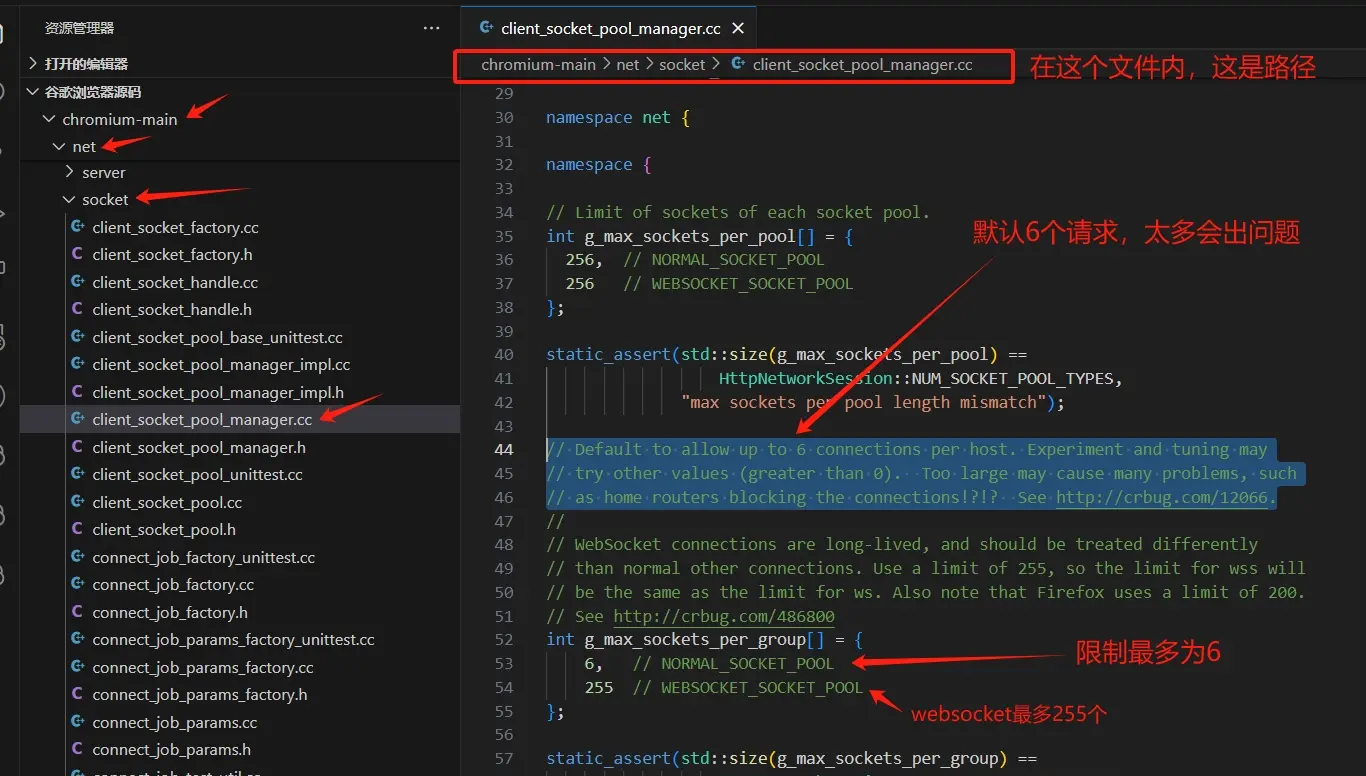 资源管理器
···
打开的编辑器
谷歌浏览器源码
chromium-main
net
server
socket
client_socket_factory.cc
C client_socket_factory.h
client_socket_handle.cc
C client_socket_handle.h
client_socket_pool_base_unittest.cc
client_socket_pool_manager_impl.cc
C client_socket_pool_manager_impl.h
client_socket_pool_manager.cc
C client_socket_pool_manager.h
client_socket_pool_unittest.cc
client_socket_pool.cc
C client_socket_pool.h
connect_job_factory_unittest.cc
connect_job_factory.cc
C connect_job_factory.h
connect_job_params_factory_unittest.cc
connect_job_params_factory.cc
C connect_job_params_factory.h
connect_job_params.cc
C connect_job_params.h
client_socket_pool_manager.cc
chromium-main > net > socket > client_socket_pool_manager.cc
在这个文件内，这是路径
29
30 namespace net {
31
32 namespace {
33
34 // Limit of sockets of each socket pool.
35 int g_max_sockets_per_pool[] = {
36 256, // NORMAL_SOCKET_POOL
37 256 // WEBSOCKET_SOCKET_POOL
38 };
默认6个请求，太多会出问题
39
40 static_assert(std::size(g_max_sockets_per_pool) ==
41 HttpNetworkSession::NUM_SOCKET_POOL_TYPES,
42 "max sockets per pool length mismatch");
43
44 // Default to allow up to 6 connections per host. Experiment and tuning may
45 // try other values (greater than 0). Too large may cause many problems, such
46 // as home routers blocking the connections!?!? See http://crbug.com/12066.
47 //
48 // WebSocket connections are long-lived, and should be treated differently
49 // than normal other connections. Use a limit of 255, so the limit for wss will
50 // be the same as the limit for ws. Also note that Firefox uses a limit of 200.
51 // See http://crbug.com/486800
52 int g_max_sockets_per_group[] = {
53 6, // NORMAL_SOCKET_POOL
限制最多为6
54 255 // WEBSOCKET_SOCKET_POOL
websocket最多255个
55 };
56
57 static_assert(std::size(g_max_sockets_per_group) ==